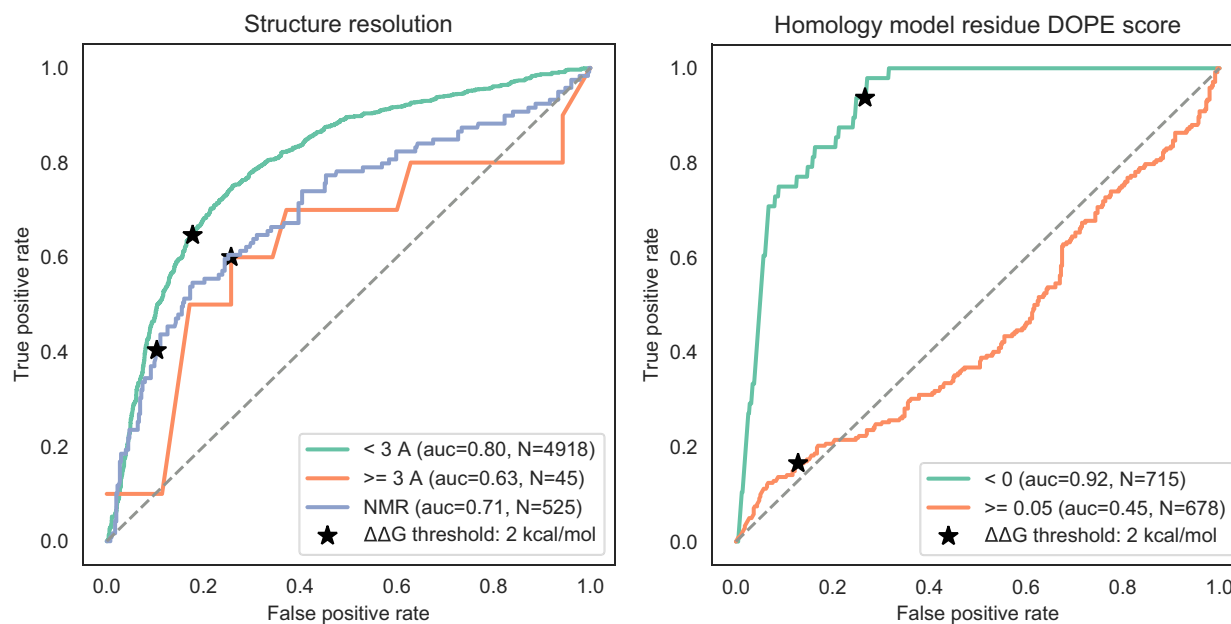 Structure resolution
True positive rate
1.0
0.8
0.6
0.4
0.2
0.0
< 3 A (auc=0.80, N=4918)
>= 3 A (auc=0.63, N=45)
NMR (auc=0.71, N=525)
ΔΔG threshold: 2 kcal/mol
0.0 0.2 0.4 0.6 0.8 1.0
False positive rate
Homology model residue DOPE score
True positive rate
1.0
0.8
0.6
0.4
0.2
0.0
< 0 (auc=0.92, N=715)
>= 0.05 (auc=0.45, N=678)
ΔΔG threshold: 2 kcal/mol
0.0 0.2 0.4 0.6 0.8 1.0
False positive rate